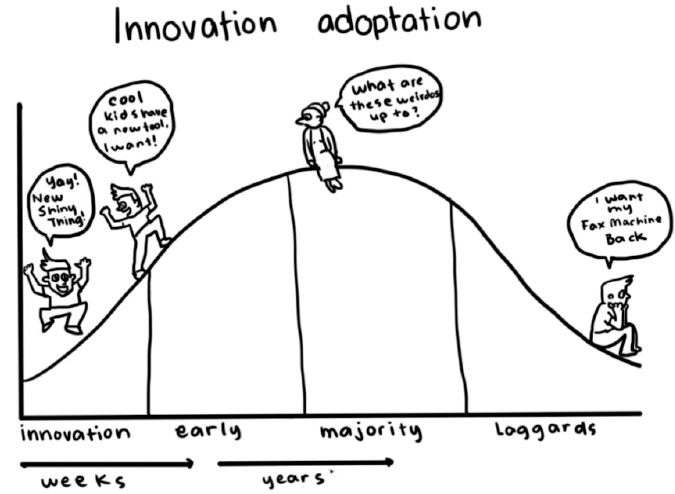 Innovation adoptation
cool
kids have
a new tool.
I want!
What are
these weirdos
up to?
Yay!
New
Shiny
Thing!
I want
my
Fax Machine
Back
innovation early majority Laggards
weeks years